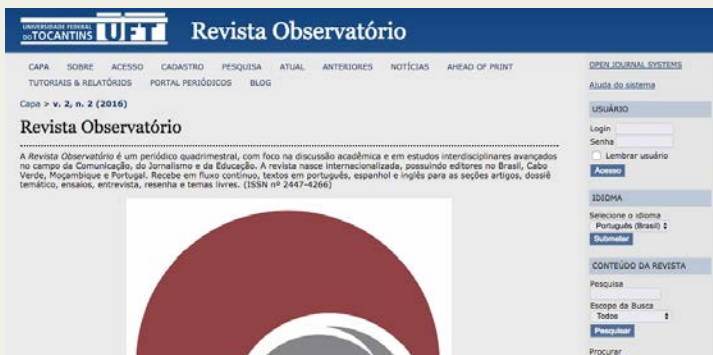 UNIVERSIDADE FEDERAL
DO TOCANTINS UFT Revista Observatório
CAPA SOBRE ACESSO CADASTRO PESQUISA ATUAL ANTERIORES NOTÍCIAS AHEAD OF PRINT
TUTORIAIS & RELATÓRIOS PORTAL PERIÓDICOS BLOG
Capa > v. 2, n. 2 (2016)
Revista Observatório
A Revista Observatório é um periódico quadrimestral, com foco na discussão acadêmica e em estudos interdisciplinares avançados
no campo da Comunicação, do Jornalismo e da Educação. A revista nasce internacionalizada, possuindo editores no Brasil, Cabo
Verde, Moçambique e Portugal. Recebe em fluxo contínuo, textos em português, espanhol e inglês para as seções artigos, dossiê
temático, ensaios, entrevista, resenha e temas livres. (ISSN nº 2447-4266)
OPEN JOURNAL SYSTEMS
Ajuda do sistema
USUÁRIO
Login
Senha
Lembrar usuário
Acesso
IDIOMA
Selecione o idioma
Português (Brasil)
Submeter
CONTEÚDO DA REVISTA
Pesquisa
Escopo da Busca
Todos
Pesquisar
Procurar